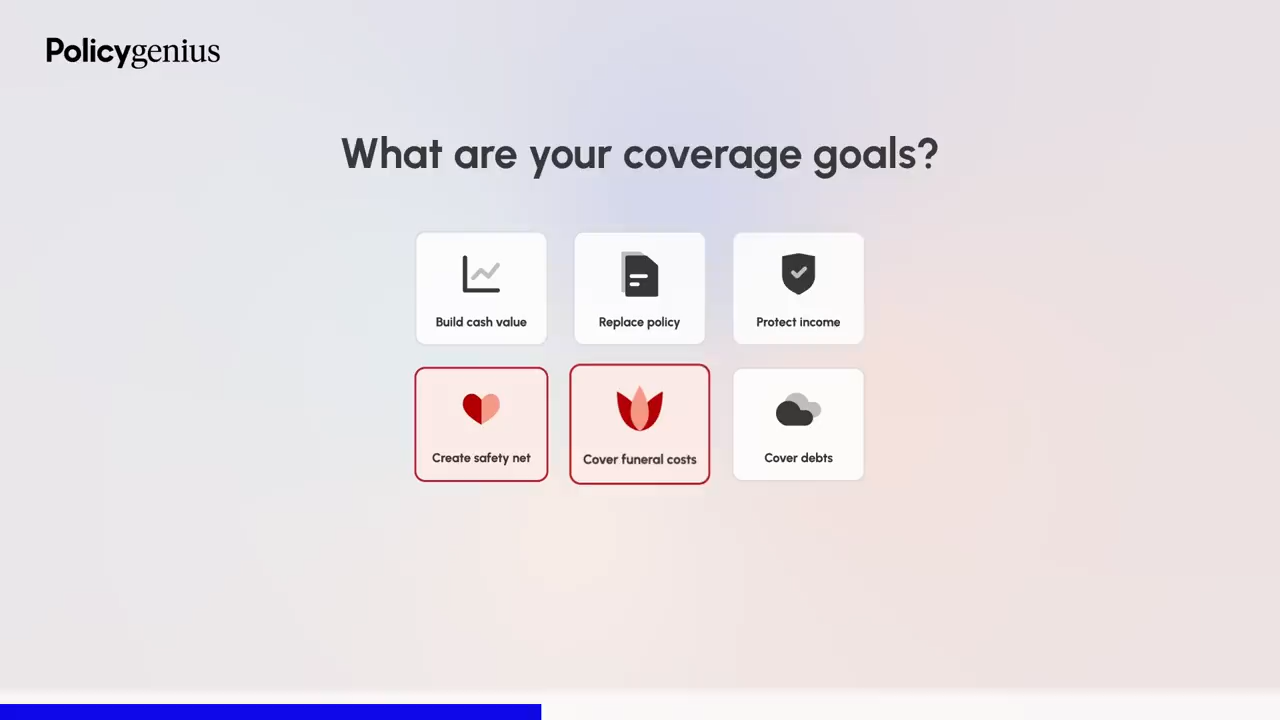 Policygenius
What are your coverage goals?
Build cash value
Replace policy
Protect income
Create safety net
Cover funeral costs
Cover debts